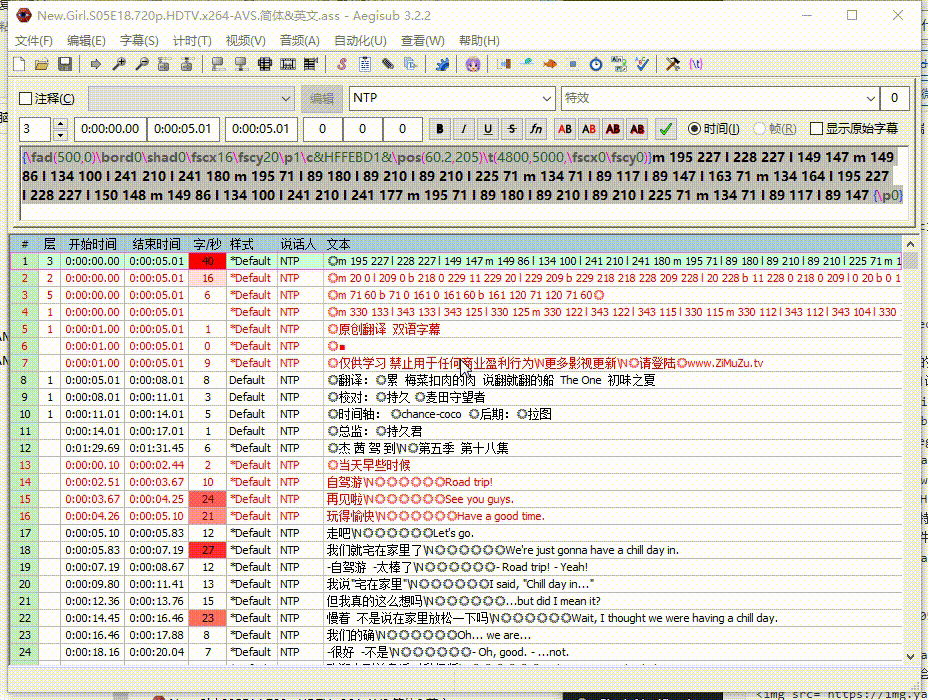 New.Girl.S05E18.720p.HDTV.x264-AVS.简体&英文.ass - Aegisub 3.2.2
文件(F) 编辑(E) 字幕(S) 计时(T) 视频(V) 音频(A) 自动化(U) 查看(W) 帮助(H)
注释(C) 编辑 NTP 特效 0
3 0:00:00.00 0:00:05.01 0:00:05.01 0 0 0 B I U S fn AB AB AB AB 时间(I) 帧(R) 显示原始字幕
{\fad(500,0)\bord0\shad0\fscx16\fscy20\p1\c&HFFEBD1&\pos(60.2,205)\t(4800,5000,\fscx0\fscy0)}m 195 227 l 228 227 l 149 147 m 149
86 l 134 100 l 241 210 l 241 180 m 195 71 l 89 180 l 89 210 l 89 210 l 225 71 m 134 71 l 89 117 l 89 147 l 163 71 m 134 164 l 195 227
l 228 227 l 150 148 m 149 86 l 134 100 l 241 210 l 241 177 m 195 71 l 89 180 l 89 210 l 89 210 l 225 71 m 134 71 l 89 117 l 89 147 {\p0}
# 层 开始时间 结束时间 字/秒 样式 说话人 文本
1 3 0:00:00.00 0:00:05.01 40 *Default NTP m 195 227 l 228 227 l 149 147 m 149 86 l 134 100 l 241 210 l 241 180 m 195 71 l 89 180 l 89 210 l 89 210 l 225 71 m 1
2 2 0:00:00.00 0:00:05.01 16 *Default NTP m 20 0 l 209 0 b 218 0 229 11 229 20 l 229 209 b 229 218 218 228 209 228 l 20 228 b 11 228 0 218 0 209 l 0 20 b 0 1
3 5 0:00:00.00 0:00:05.01 6 *Default NTP m 71 60 b 71 0 161 0 161 60 b 161 120 71 120 71 60
4 1 0:00:00.00 0:00:05.01 *Default NTP m 330 133 l 343 133 l 343 125 l 330 125 m 330 122 l 343 122 l 343 115 l 330 115 m 330 112 l 343 112 l 343 104 l 330
5 1 0:00:01.00 0:00:05.01 1 *Default NTP 原创翻译 双语字幕
6 0:00:01.00 0:00:05.01 0 *Default NTP
7 0:00:01.00 0:00:05.01 9 *Default NTP 仅供学习 禁止用于任何商业盈利行为\N更多影视更新\N请登陆www.ZiMuZu.tv
8 1 0:00:05.01 0:00:08.01 8 Default NTP 翻译：累 梅菜扣肉的肉 说翻就翻的船 The One 初味之夏
9 1 0:00:08.01 0:00:11.01 3 Default NTP 校对：持久 麦田守望者
10 1 0:00:11.01 0:00:14.01 5 Default NTP 时间轴：chance-coco 后期：拉图
11 0:00:14.01 0:00:17.01 1 Default NTP 总监：持久君
12 0:01:29.69 0:01:31.45 6 *Default NTP 杰 茜 驾 到\N第五季 第十八集
13 0:00:00.10 0:00:02.44 2 *Default NTP 当天早些时候
14 0:00:02.51 0:00:03.67 10 *Default NTP 自驾游\NRoad trip!
15 0:00:03.67 0:00:04.25 24 *Default NTP 再见啦\NSee you guys.
16 0:00:04.26 0:00:05.10 21 *Default NTP 玩得愉快\NHave a good time.
17 0:00:05.10 0:00:05.83 12 *Default NTP 走吧\NLet's go.
18 0:00:05.83 0:00:07.19 27 *Default NTP 我们就宅在家里了\NWe're just gonna have a chill day in.
19 0:00:07.19 0:00:08.67 12 *Default NTP -自驾游 -太棒了\N- Road trip! - Yeah!
20 0:00:09.80 0:00:11.41 13 *Default NTP 我说"宅在家里"\NI said, "Chill day in..."
21 0:00:12.36 0:00:13.76 15 *Default NTP 但我真的这么想吗\N...but did I mean it?
22 0:00:14.45 0:00:16.46 23 *Default NTP 慢着 不是说在家里放松一下吗\NWait, I thought we were having a chill day.
23 0:00:16.46 0:00:17.88 8 *Default NTP 我们的确\NOh... we are...
24 0:00:18.16 0:00:20.04 7 *Default NTP -很好 -不是\N- Oh, good. - ...not.